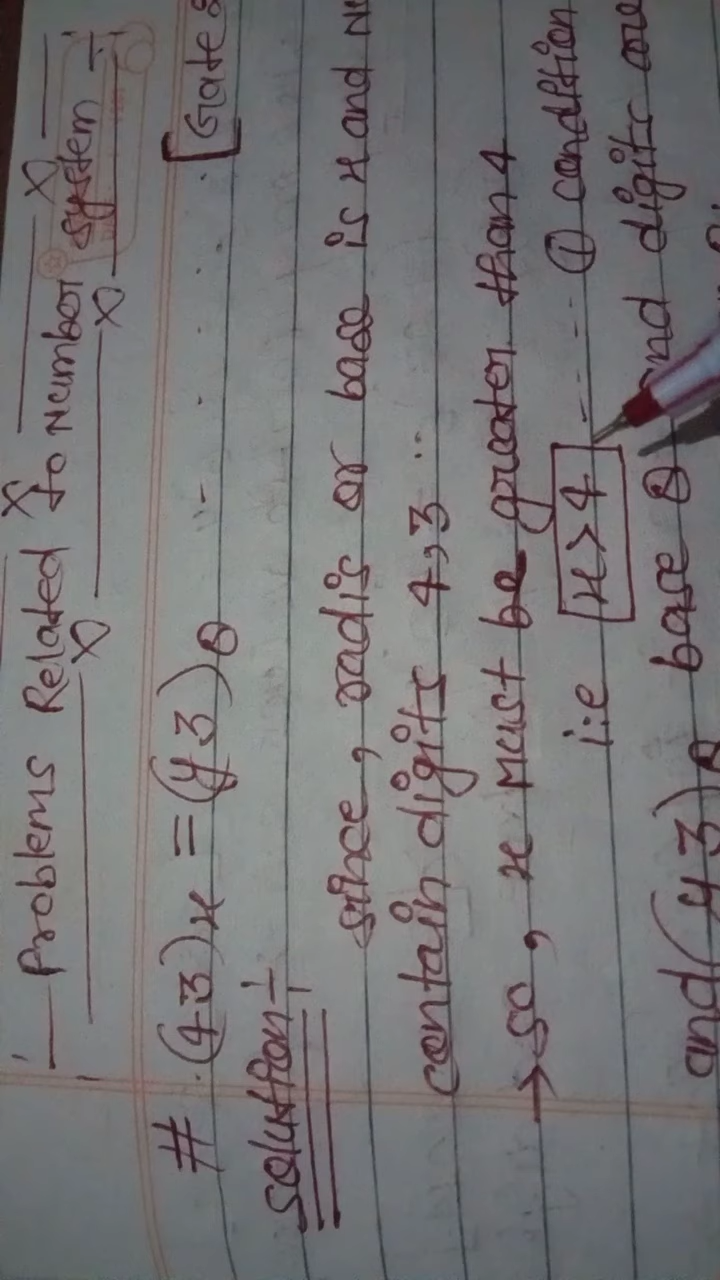 Problems Related To Number System :-
# (43)x = (y3)8 [Gate
Solution :-
Since, radis or base is x and
contain digits 4,3
→ so, x must be greater than 4
i:e x>4 --- ① condition
and (y3)8 base 8 and digits are